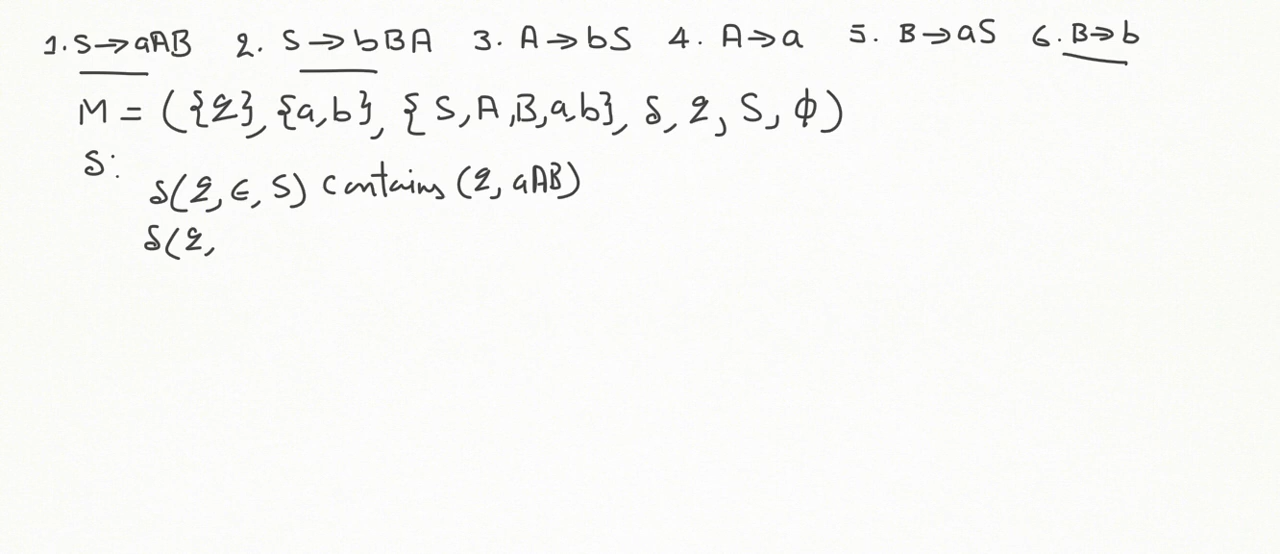 1. S→aAB 2. S→bBA 3. A→bS 4. A→a 5. B→aS 6. B→b
M = ({q}, {a,b}, {S,A,B,a,b}, δ, q, S, ϕ)
δ:
δ(q, ϵ, S) contains (q, aAB)
δ(q,